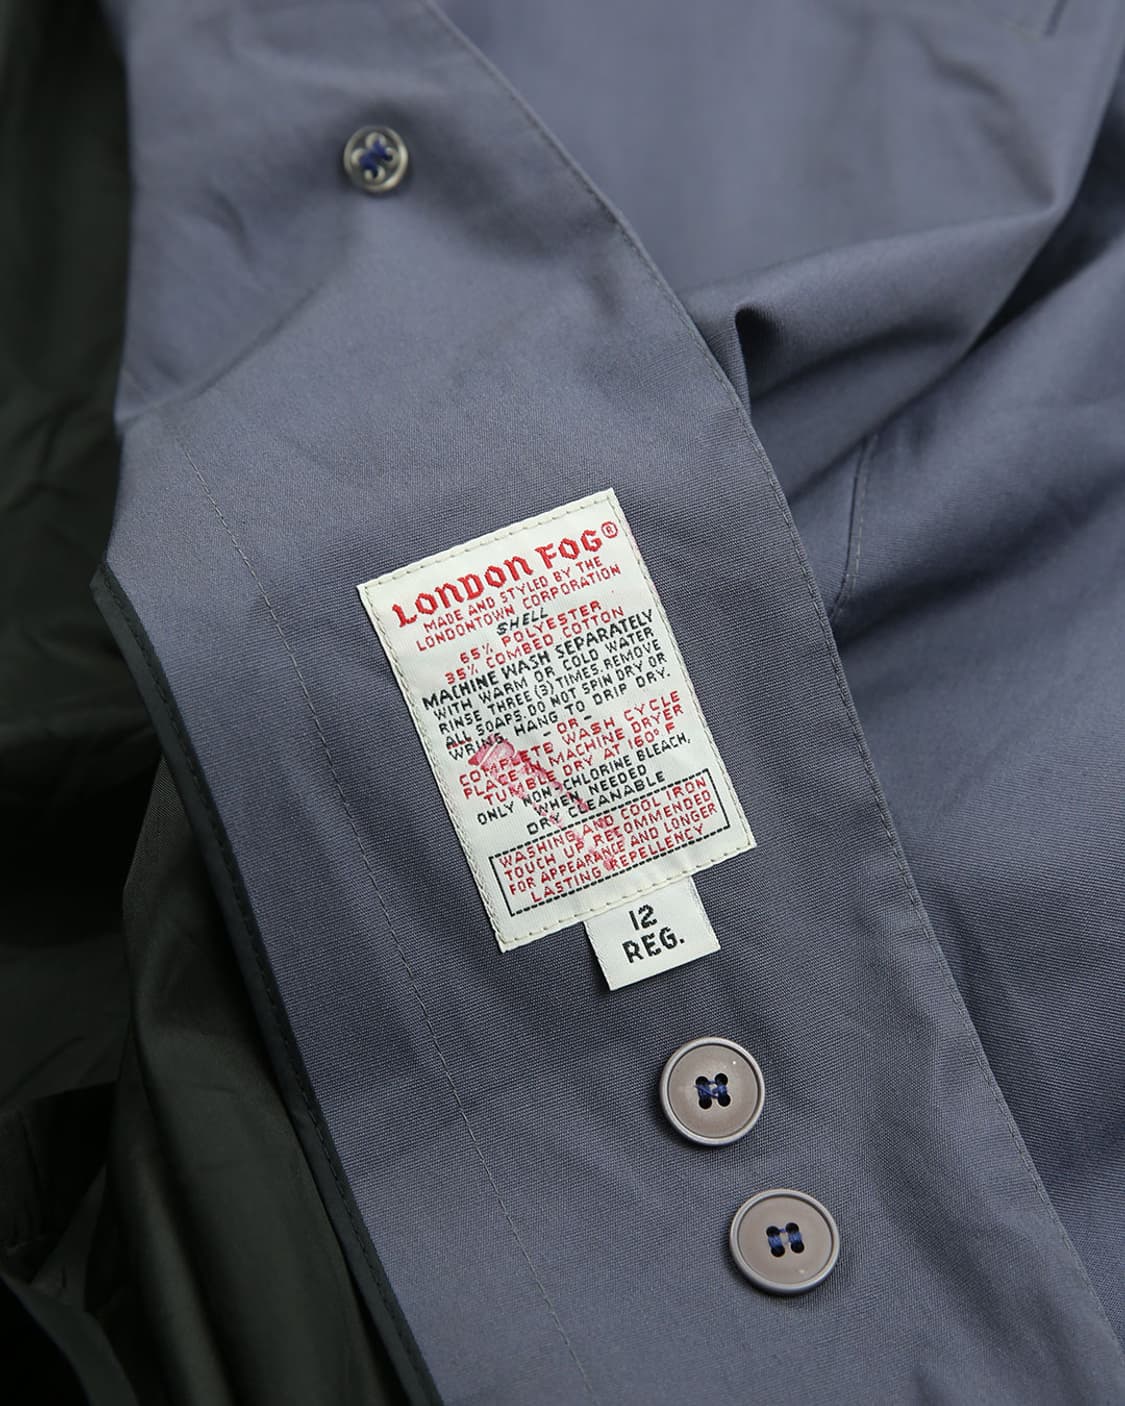 LONDON FOG®
MADE AND STYLED BY THE
LONDONTOWN CORPORATION
SHELL
65% POLYESTER
35% COMBED COTTON
MACHINE WASH SEPARATELY
WITH WARM OR COLD WATER
RINSE THREE (3) TIMES. REMOVE
ALL SOAPS DO NOT SPIN DRY OR
WRING. HANG TO DRIP DRY.
-OR-
COMPLETE WASH CYCLE
PLACE IN MACHINE DRYER
TUMBLE DRY AT 160° F
ONLY NON-CHLORINE BLEACH,
WHEN NEEDED
DRY CLEANABLE
WASHING AND COOL IRON
TOUCH UP RECOMMENDED
FOR APPEARANCE AND LONGER
LASTING REPELLENCY
12
REG.